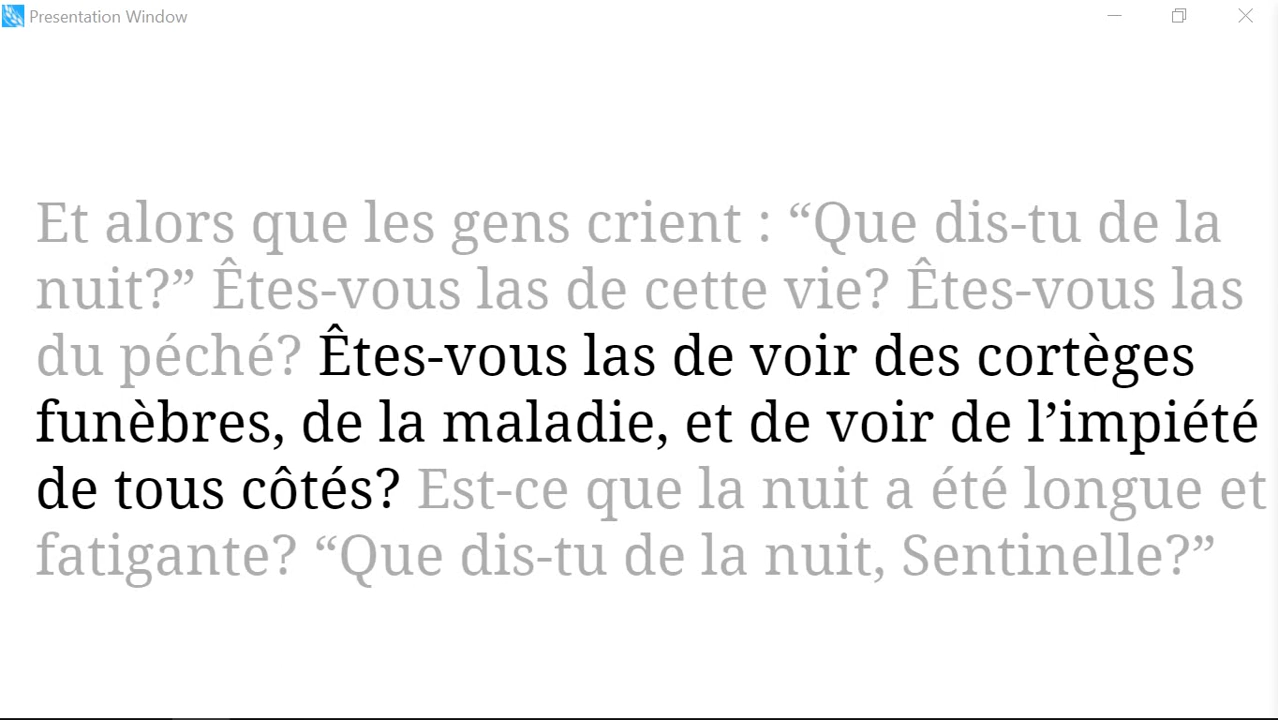 Presentation Window
Et alors que les gens crient : “Que dis-tu de la
nuit?” Êtes-vous las de cette vie? Êtes-vous las
du péché? Êtes-vous las de voir des cortèges
funèbres, de la maladie, et de voir de l’impiété
de tous côtés? Est-ce que la nuit a été longue et
fatigante? “Que dis-tu de la nuit, Sentinelle?”